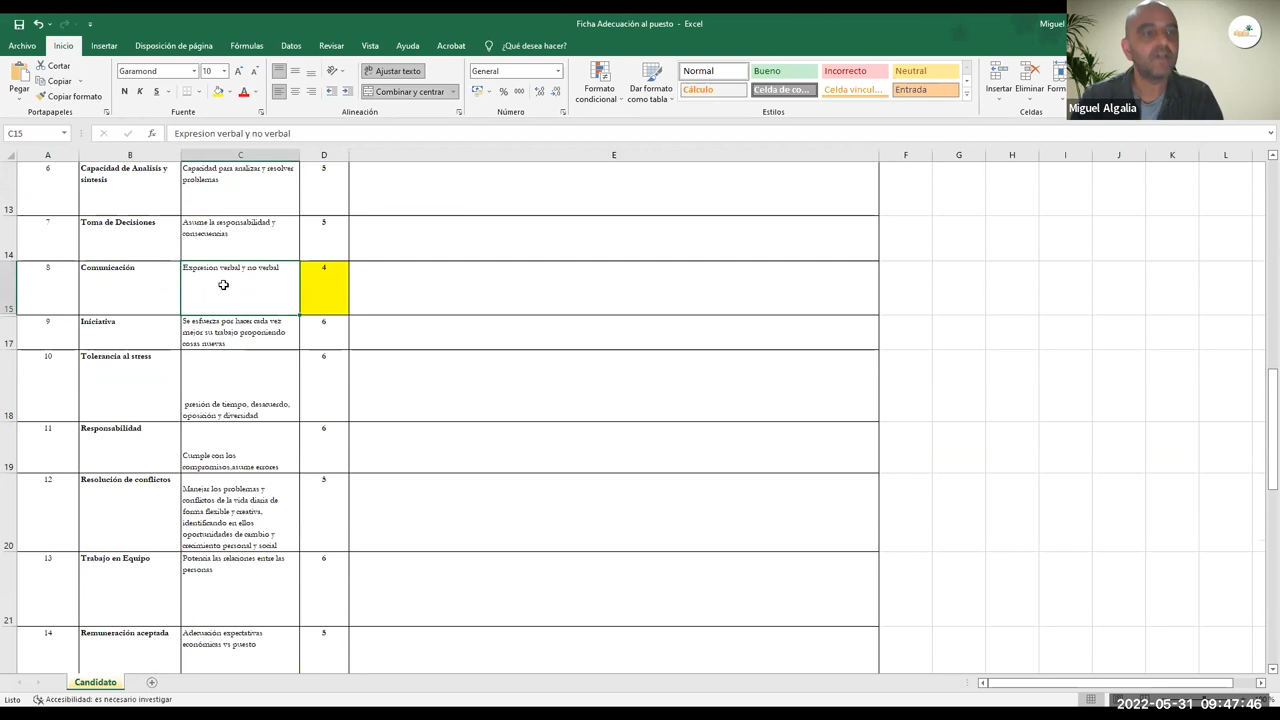 Ficha Adecuación al puesto - Excel
Miguel
Archivo Inicio Insertar Disposición de página Fórmulas Datos Revisar Vista Ayuda Acrobat ¿Qué desea hacer?
Pegar
Cortar
Copiar
Copiar formato
Garamond 10
N K S
Ajustar texto
Combinar y centrar
General
Formato condicional
Dar formato como tabla
Normal Bueno Incorrecto Neutral
Cálculo Celda de co... Celda vincul... Entrada
Insertar Eliminar
Portapapeles Fuente Alineación Número Estilos Celdas
Miguel Algalia
C15 fx Expresion verbal y no verbal
A B C D E F G H I J K L
13 6 Capacidad de Analisis y síntesis Capacidad para analizar y resolver problemas 5
14 7 Toma de Decisiones Asume la responsabilidad y consecuencias 5
15 8 Comunicación Expresion verbal y no verbal 4
17 9 Iniciativa Se esfuerza por hacer cada vez mejor su trabajo proponiendo cosas nuevas 6
18 10 Tolerancia al stress presión de tiempo, desacuerdo, oposición y diversidad 6
19 11 Responsabilidad Cumple con los compromisos,asume errores 6
20 12 Resolución de conflictos Manejar los problemas y conflictos de la vida diaria de forma flexible y creativa, identificando en ellos oportunidades de cambio y crecimiento personal y social 5
21 13 Trabajo en Equipo Potencia las relaciones entre las personas 6
14 Remuneración aceptada Adecuación expectativas económicas vs puesto 5
Candidato
Listo Accesibilidad: es necesario investigar
2022-05-31 09:47:46